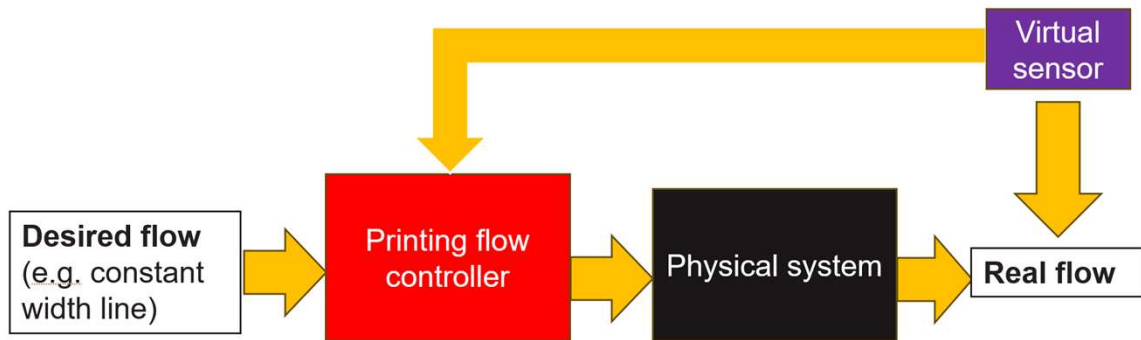 Virtual
sensor
Desired flow
(e.g. constant
width line)
Printing flow
controller
Physical system
Real flow